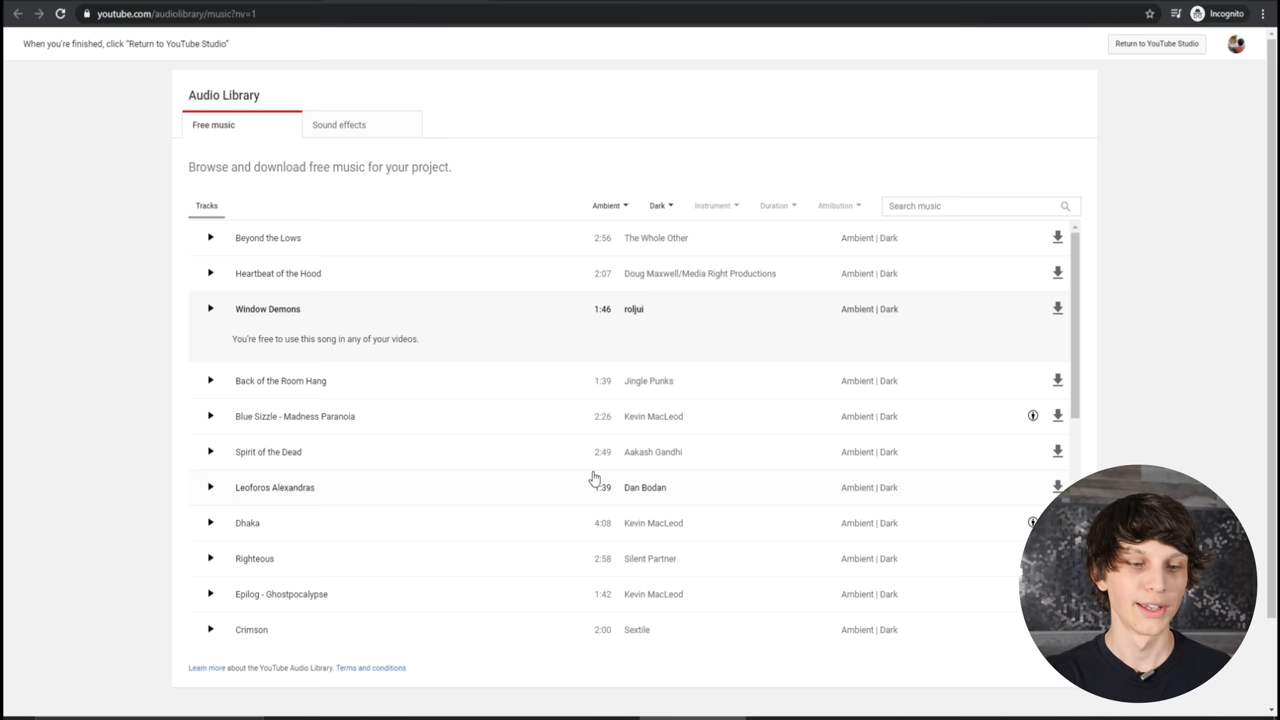 youtube.com/audiolibrary/music?nv=1
Incognito
When you're finished, click "Return to YouTube Studio"
Return to YouTube Studio
Audio Library
Free music
Sound effects
Browse and download free music for your project.
Tracks
Ambient
Dark
Instrument
Duration
Attribution
Search music
Beyond the Lows 2:56 The Whole Other Ambient | Dark
Heartbeat of the Hood 2:07 Doug Maxwell/Media Right Productions Ambient | Dark
Window Demons 1:46 roljui Ambient | Dark
You're free to use this song in any of your videos.
Back of the Room Hang 1:39 Jingle Punks Ambient | Dark
Blue Sizzle - Madness Paranoia 2:26 Kevin MacLeod Ambient | Dark
Spirit of the Dead 2:49 Aakash Gandhi Ambient | Dark
Leoforos Alexandras :39 Dan Bodan Ambient | Dark
Dhaka 4:08 Kevin MacLeod Ambient | Dark
Righteous 2:58 Silent Partner Ambient | Dark
Epilog - Ghostpocalypse 1:42 Kevin MacLeod Ambient | Dark
Crimson 2:00 Sextile Ambient | Dark
Learn more about the YouTube Audio Library. Terms and conditions